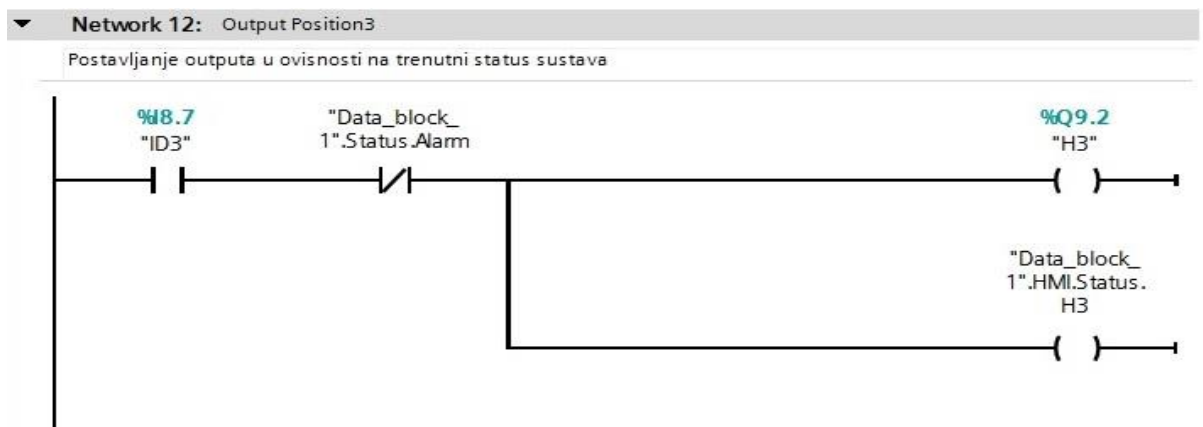 Network 12: Output Position3
Postavljanje outputa u ovisnosti na trenutni status sustava
%I8.7
"ID3"
"Data_block_
1".Status.Alarm
%Q9.2
"H3"
"Data_block_
1".HMI.Status.
H3